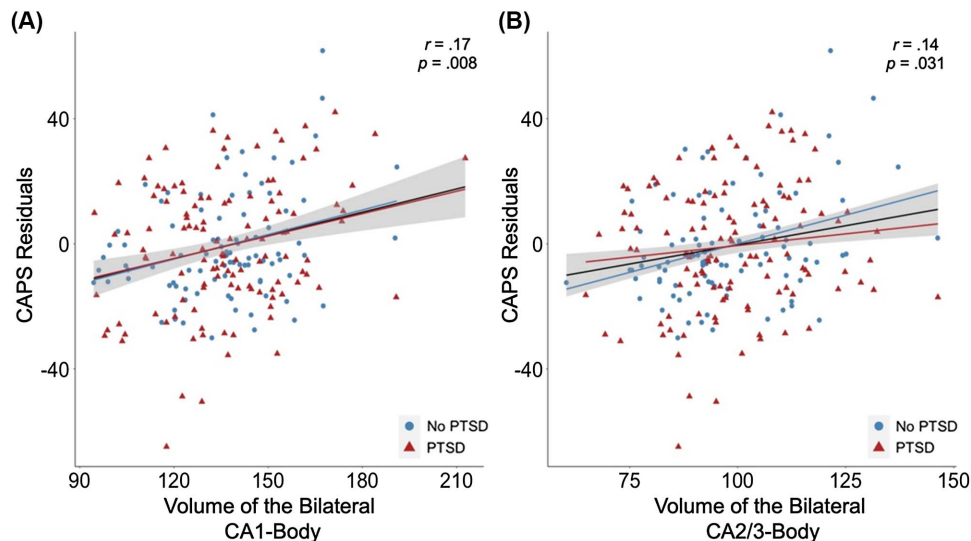 (A)
r = .17
p = .008
CAPS Residuals
40
0
-40
No PTSD
PTSD
90
120
150
180
210
Volume of the Bilateral
CA1-Body
(B)
r = .14
p = .031
CAPS Residuals
40
0
-40
No PTSD
PTSD
75
100
125
150
Volume of the Bilateral
CA2/3-Body